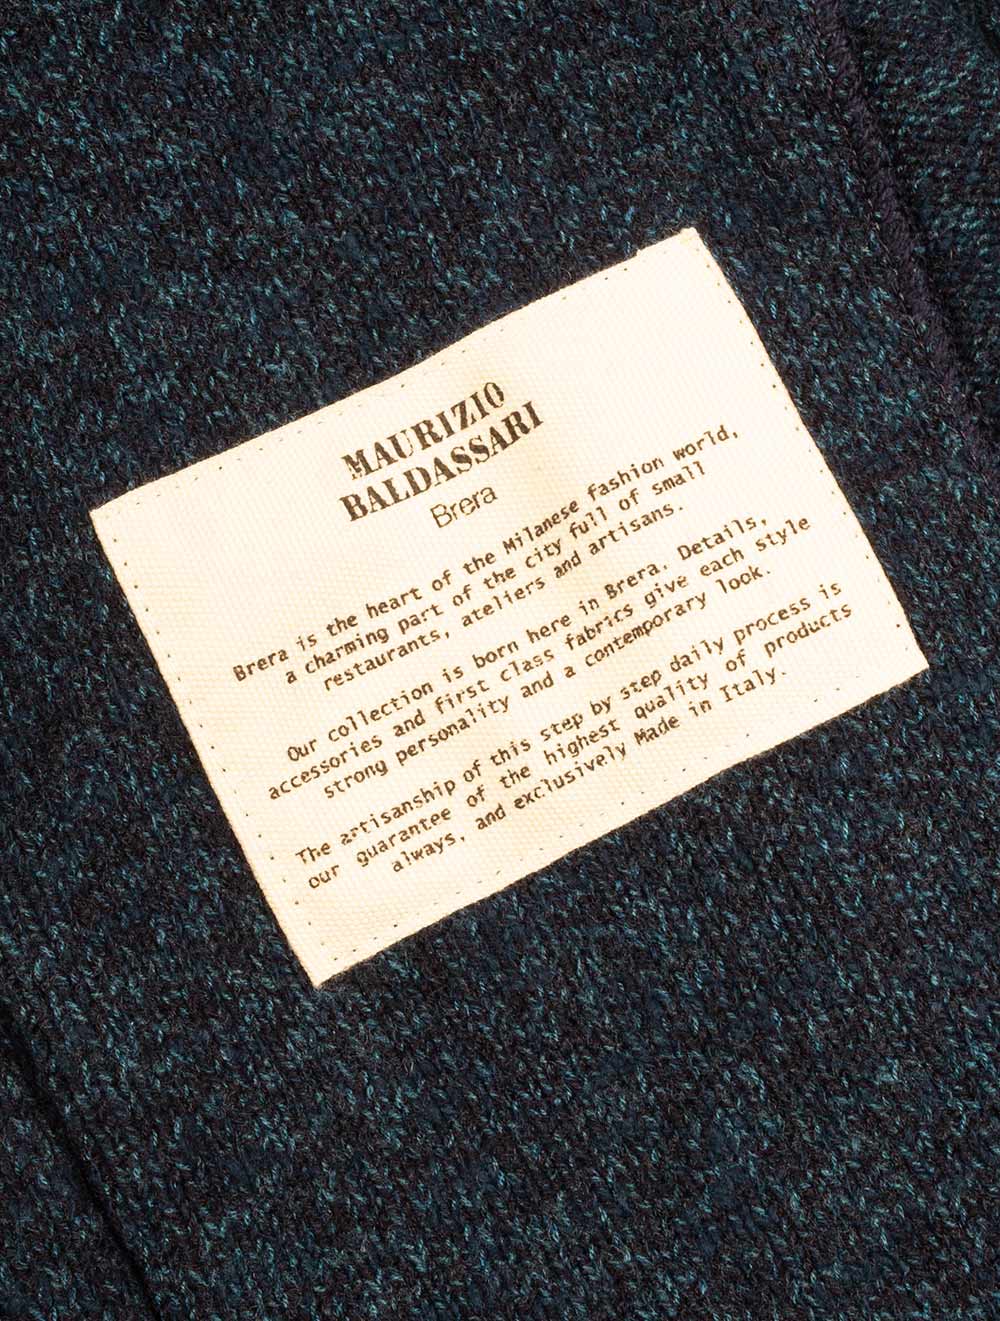 MAURIZIO
BALDASSARI
Brera
Brera is the heart of the Milanese fashion world,
a charming part of the city full of small
restaurants, ateliers and artisans.
Our collection is born here in Brera. Details,
accessories and first class fabrics give each style
strong personality and a contemporary look.
The artisanship of this step by step daily process is
our guarantee of the highest quality of products
always, and exclusively Made in Italy.